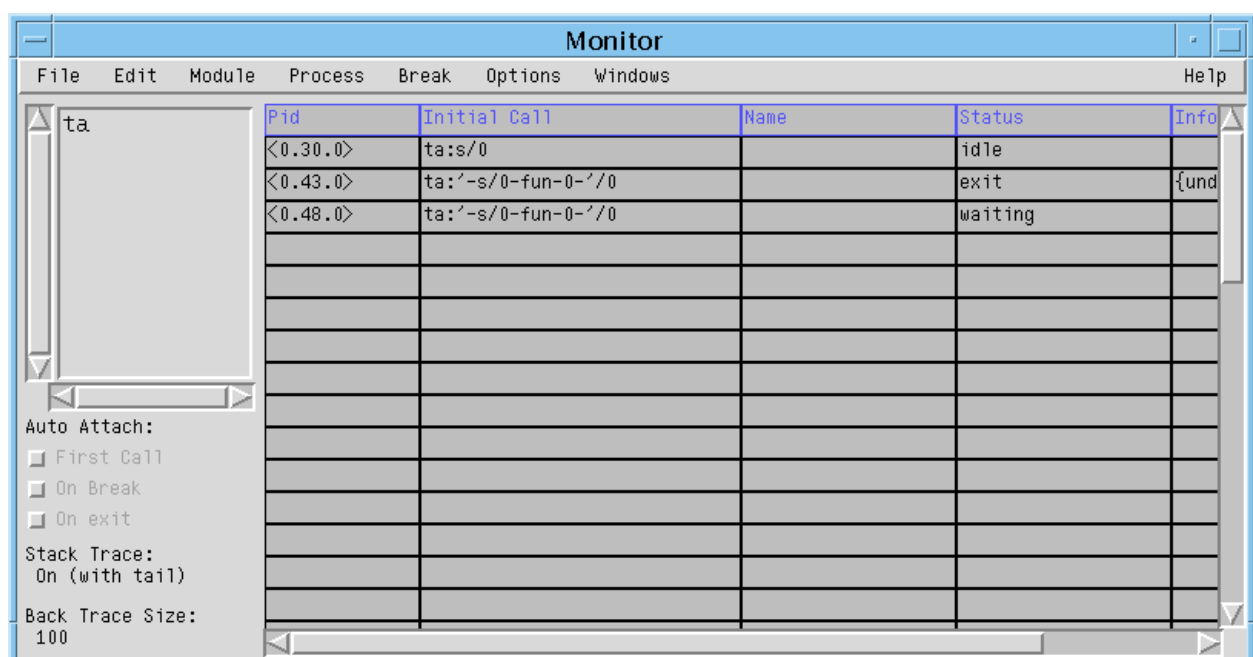 Monitor
File Edit Module Process Break Options Windows Help
ta
Pid Initial Call Name Status Info
<0.30.0> ta:s/0 idle
<0.43.0> ta:'-s/0-fun-0-'/0 exit {und
<0.48.0> ta:'-s/0-fun-0-'/0 waiting
Auto Attach:
First Call
On Break
On exit
Stack Trace:
On (with tail)
Back Trace Size:
100